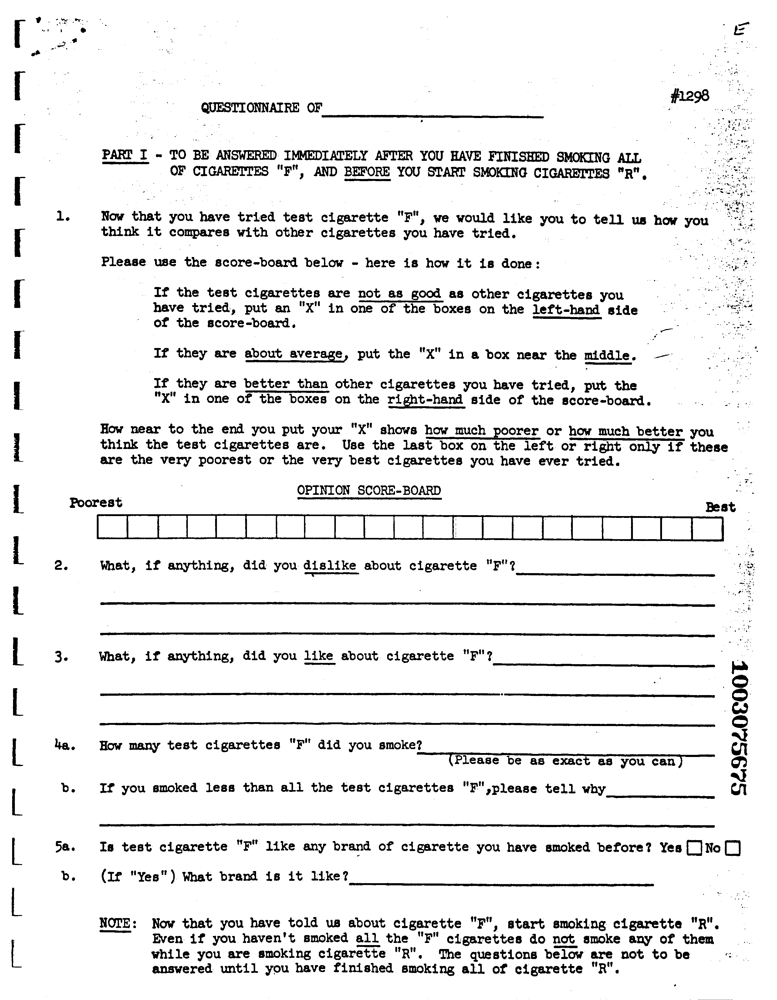 E
#1298
QUESTIONNAIRE OF
PART I - TO BE ANSWERED IMMEDIATELY AFTER YOU HAVE FINISHED SMOKING ALL
OF CIGARETTES "F", AND BEFORE YOU START SMOKING CIGARETTES "R".
1. Now that you have tried test cigarette "F", we would like you to tell us how you
think it compares with other cigarettes you have tried.
Please use the score-board below - here is how it is done:
If the test cigarettes are not as good as other cigarettes you
have tried, put an "X" in one of the boxes on the left-hand side
of the score-board.
If they are about average, put the "X" in a box near the middle.
If they are better than other cigarettes you have tried, put the
"X" in one of the boxes on the right-hand side of the score-board.
How near to the end you put your "X" shows how much poorer or how much better you
think the test cigarettes are. Use the last box on the left or right only if these
are the very poorest or the very best cigarettes you have ever tried.
OPINION SCORE-BOARD
Poorest Best
2. What, if anything, did you dislike about cigarette "F"?
3. What, if anything, did you like about cigarette "F"?
4a. How many test cigarettes "F" did you smoke?
(Please be as exact as you can)
b. If you smoked less than all the test cigarettes "F",please tell why
5a. Is test cigarette "F" like any brand of cigarette you have smoked before? Yes No
b. (If "Yes") What brand is it like?
NOTE: Now that you have told us about cigarette "F", start smoking cigarette "R".
Even if you haven't smoked all the "F" cigarettes do not smoke any of them
while you are smoking cigarette "R". The questions below are not to be
answered until you have finished smoking all of cigarette "R".
1003075675